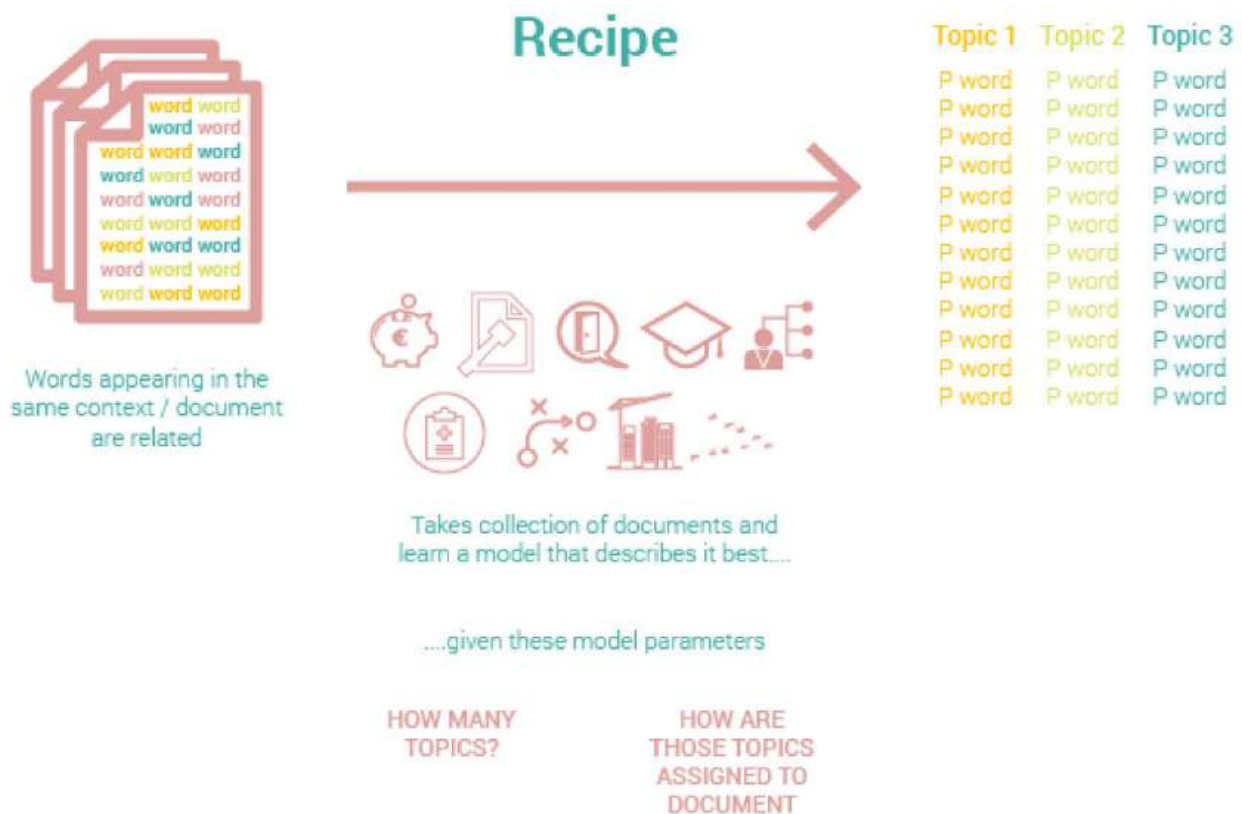 Recipe
word word
word word
word word word
word word word
word word word
word word word
word word word
word word word
word word word
Words appearing in the
same context / document
are related
€
Takes collection of documents and
learn a model that describes it best....
....given these model parameters
HOW MANY
TOPICS?
HOW ARE
THOSE TOPICS
ASSIGNED TO
DOCUMENT
Topic 1 Topic 2 Topic 3
P word P word P word
P word P word P word
P word P word P word
P word P word P word
P word P word P word
P word P word P word
P word P word P word
P word P word P word
P word P word P word
P word P word P word
P word P word P word
P word P word P word